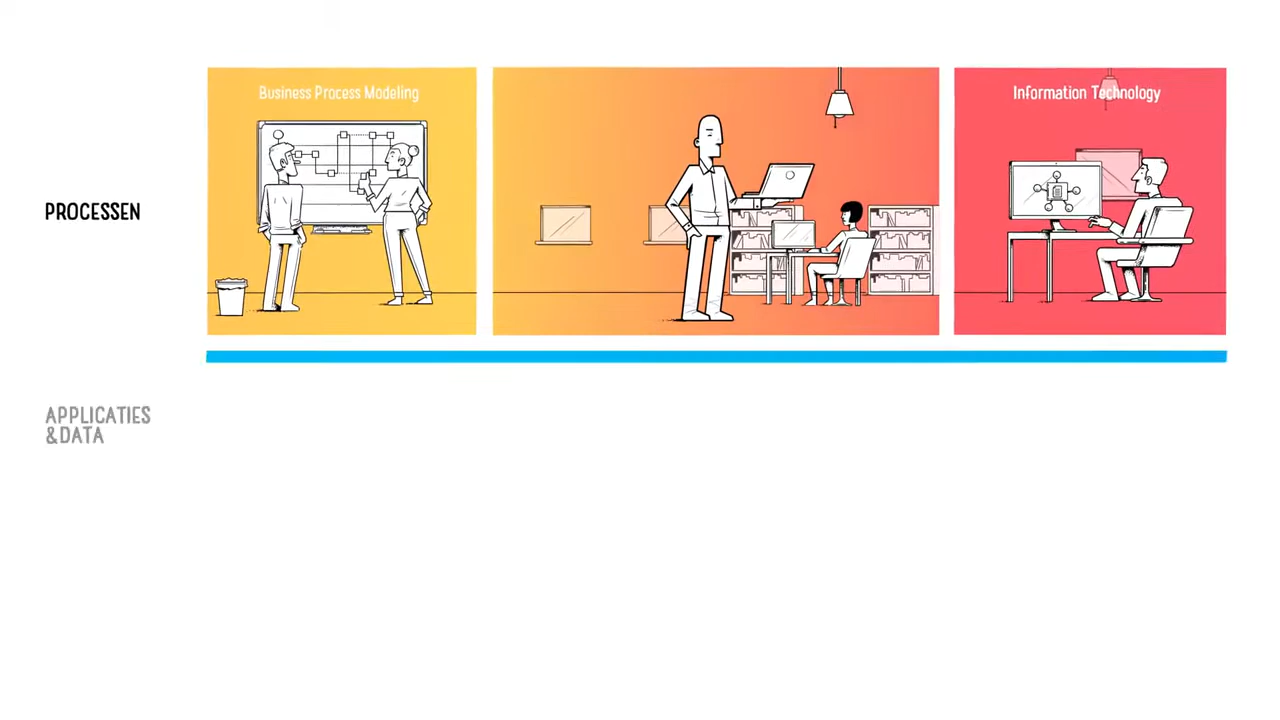 Business Process Modeling
Information Technology
PROCESSEN
APPLICATIES
&DATA